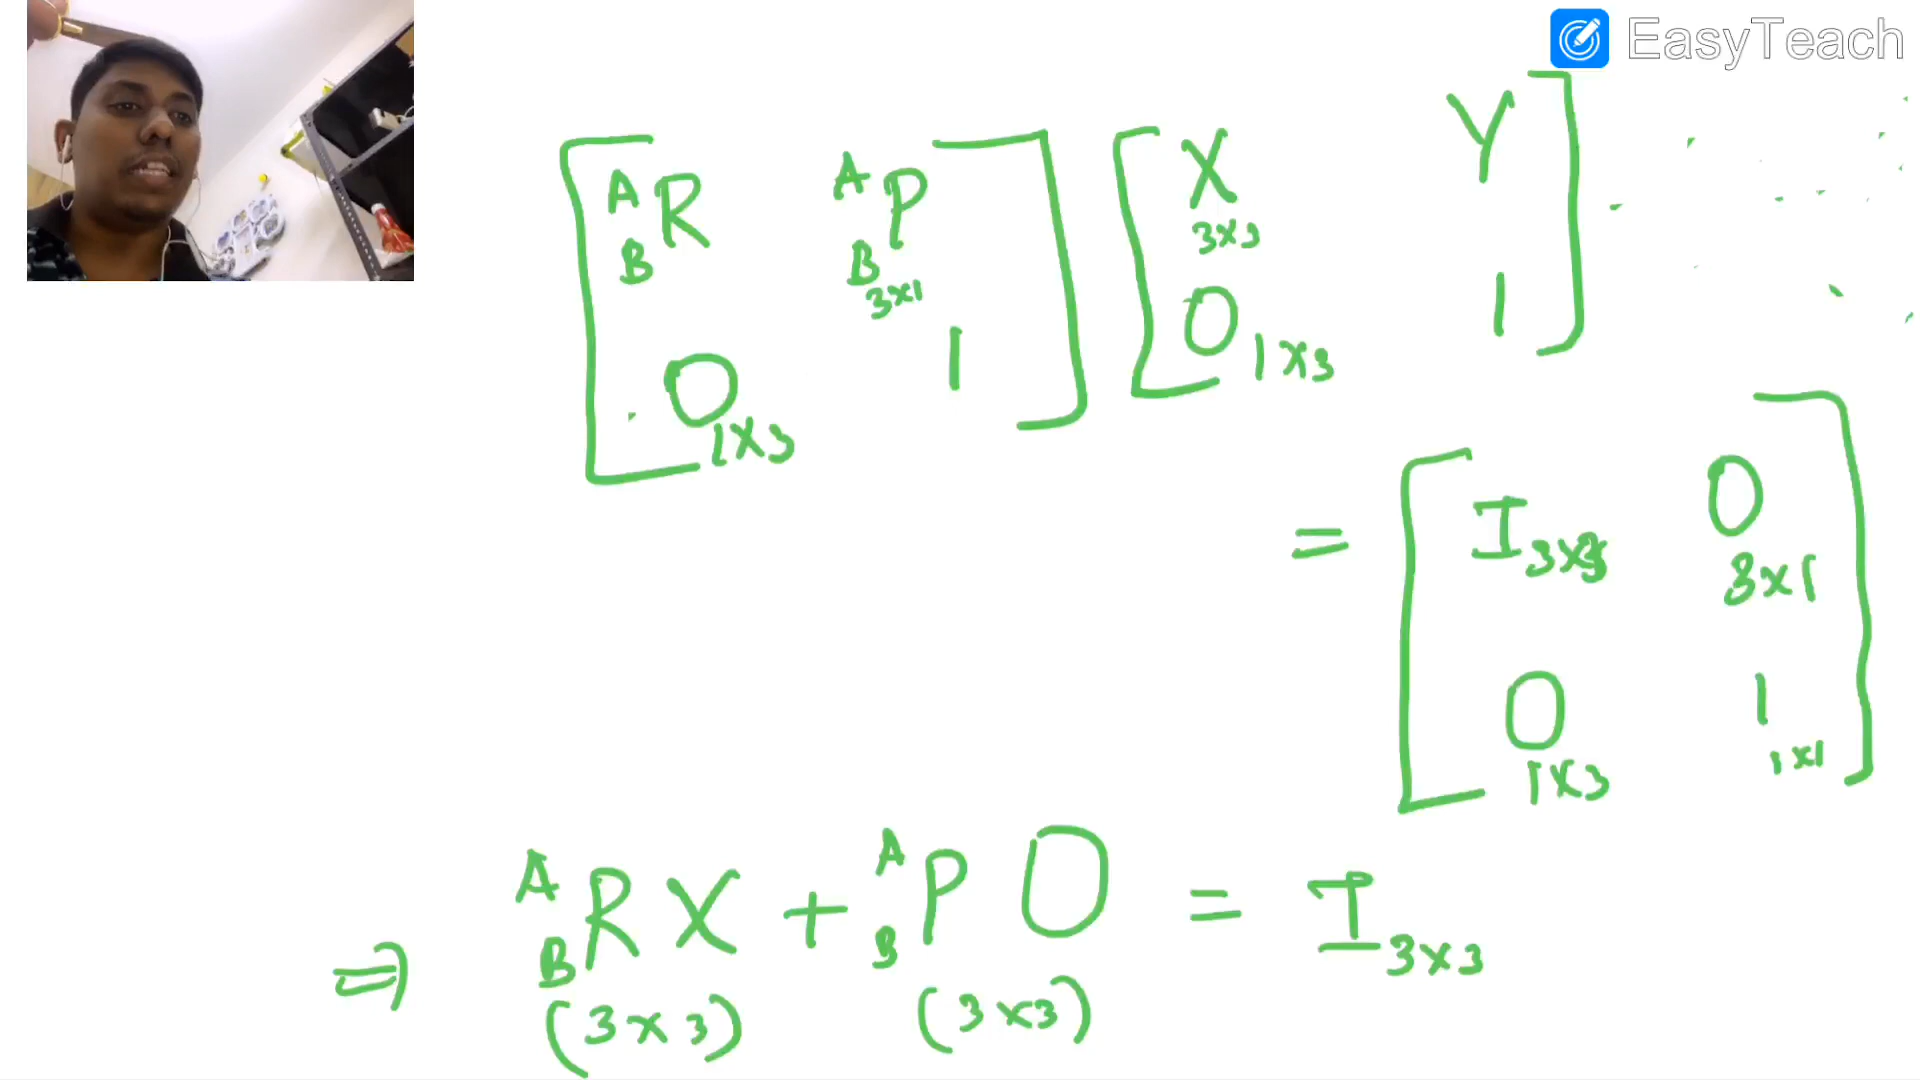 EasyTeach
A R A P X Y
B B 3x1 3x3
O 1x3 1 O 1x3 1
= I 3x3 O 3x1
O 1x3 1 1x1
⇒ A B R X + A B P O = I 3x3
(3x3) (3x3)